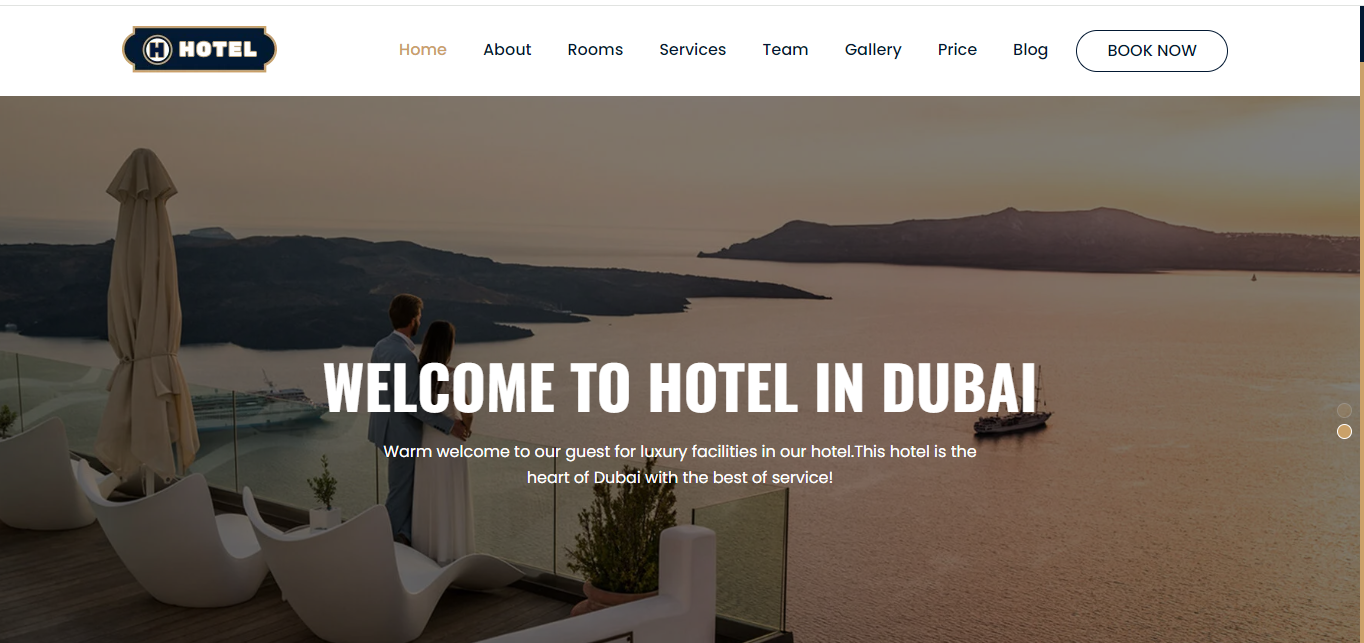 H HOTEL
Home About Rooms Services Team Gallery Price Blog BOOK NOW
WELCOME TO HOTEL IN DUBAI
Warm welcome to our guest for luxury facilities in our hotel.This hotel is the
heart of Dubai with the best of service!